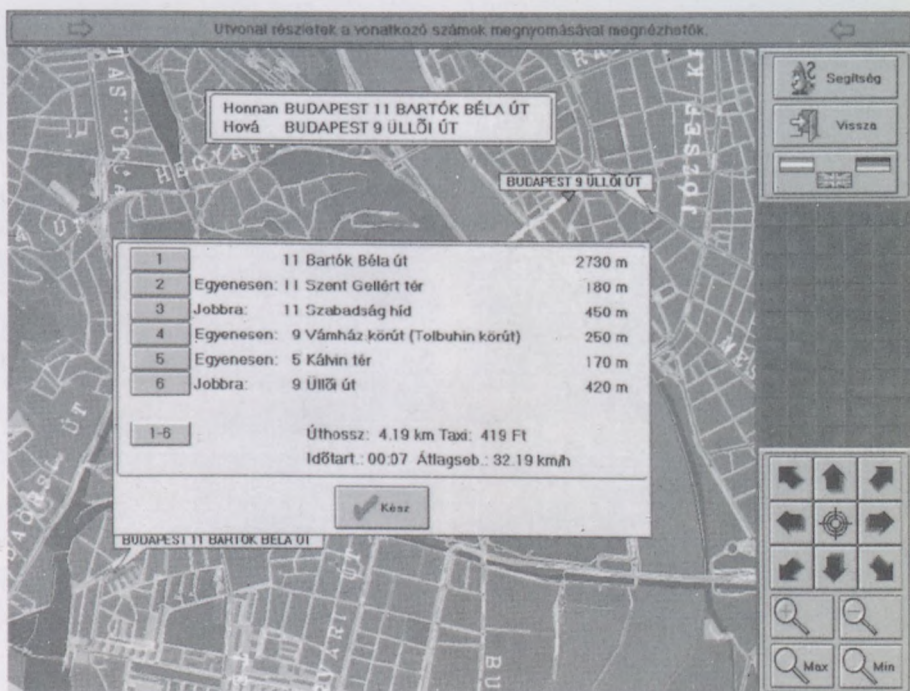 Utvonal részletek a vonatkozó számok megnyomásával megnézhetők.
Segítség
Vissza
Honnan BUDAPEST 11 BARTÓK BÉLA ÚT
Hová BUDAPEST 9 ÜLLŐI ÚT
BUDAPEST 9 ÜLLŐI ÚT
JÓZSEF K
1 11 Bartók Béla út 2730 m
2 Egyenesen: 11 Szent Gellért tér 180 m
3 Jobbra: 11 Szabadság híd 450 m
4 Egyenesen: 9 Vámház körút (Tolbuhin körút) 250 m
5 Egyenesen: 5 Kálvin tér 170 m
6 Jobbra: 9 Üllői út 420 m
1-6 Úthossz: 4.19 km Taxi: 419 Ft
Időtart.: 00:07 Átlagseb.: 32.19 km/h
Kész
BUDAPEST 11 BARTÓK BÉLA ÚT
BU
Max
Min